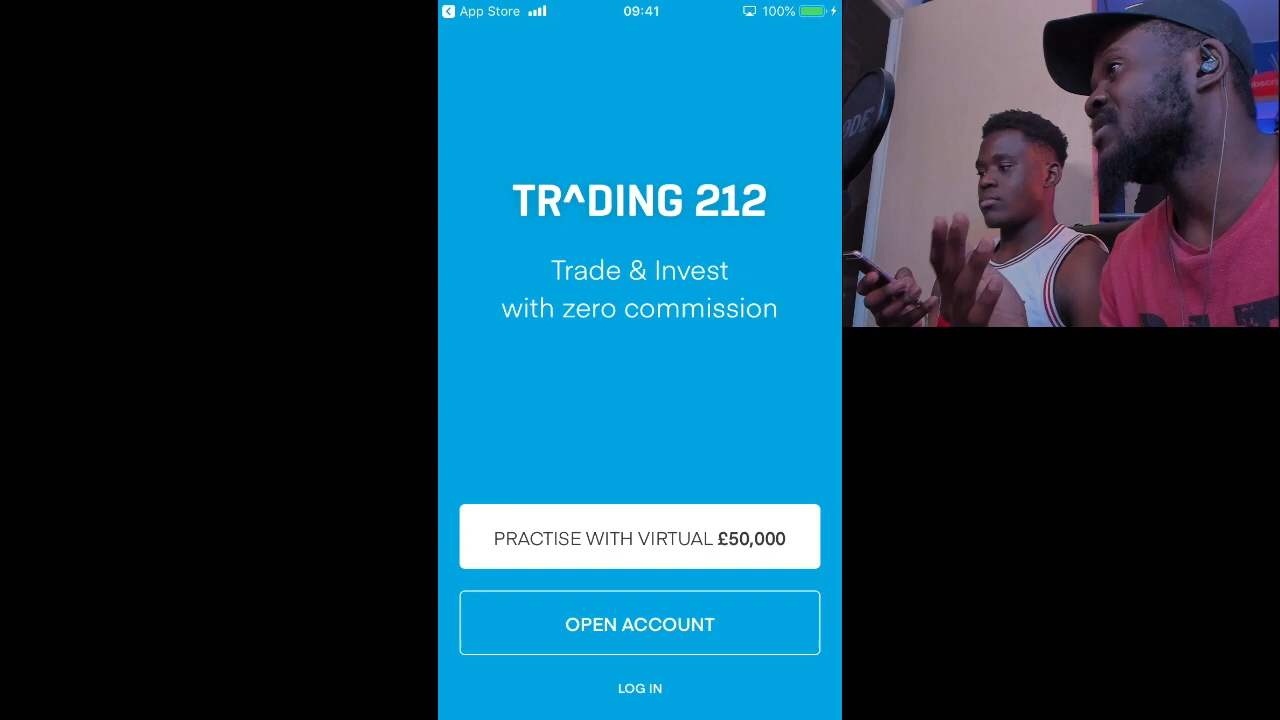 App Store
09:41
100%
TR^DING 212
Trade & Invest
with zero commission
PRACTISE WITH VIRTUAL £50,000
OPEN ACCOUNT
LOG IN